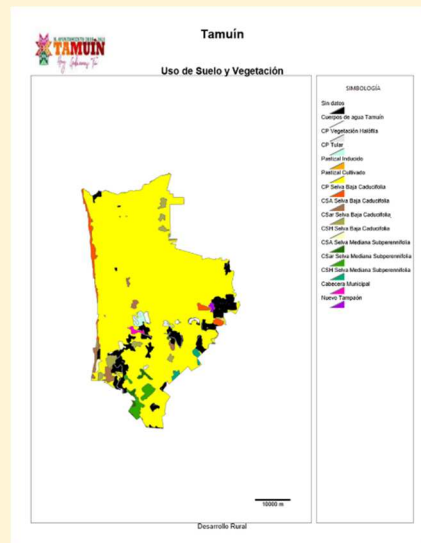 Tamuín
TAMUÍN
Uso de Suelo y Vegetación
SIMBOLOGÍA
Sin datos
Cuerpos de agua Tamuín
CP Vegetación Halófila
CP Tular
Pastizal Inducido
Pastizal Cultivado
CP Selva Baja Caducifolia
CSA Selva Baja Caducifolia
CSar Selva Baja Caducifolia
CSH Selva Baja Caducifolia
CSA Selva Mediana Subperennifolia
CSar Selva Mediana Subperennifolia
CSH Selva Mediana Subperennifolia
Cabecera Municipal
Nuevo Tampaón
10000 m
Desarrollo Rural